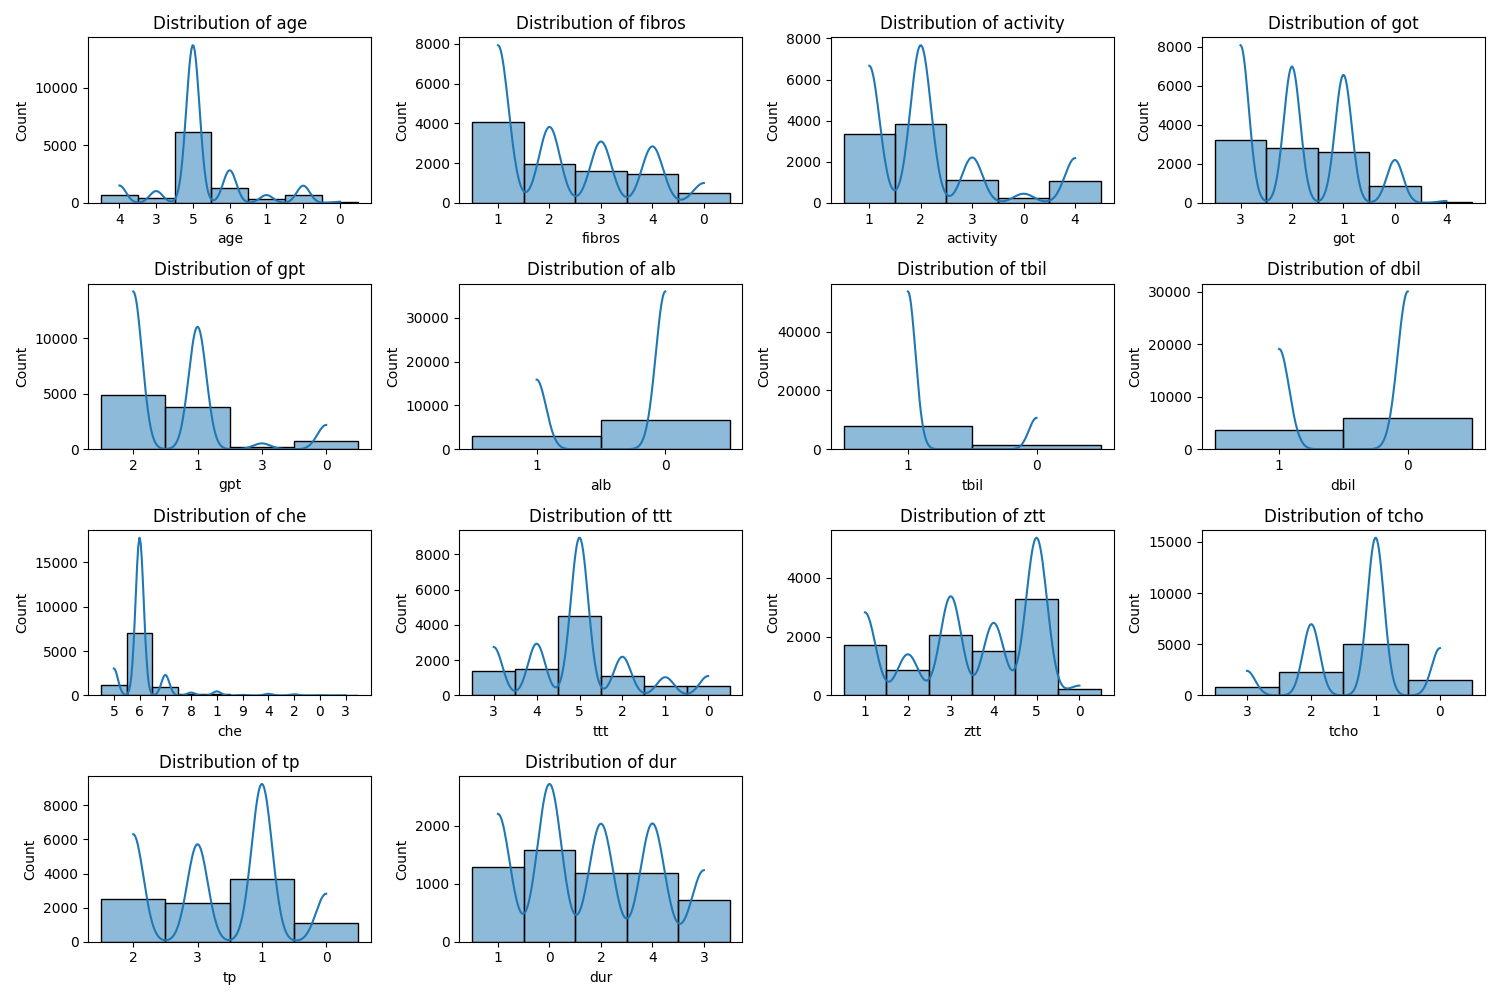 Distribution of age
Distribution of fibros
Distribution of activity
Distribution of got
Count
10000
5000
0
4 3 5 6 1 2 0
age
Count
8000
6000
4000
2000
0
1 2 3 4 0
fibros
Count
8000
6000
4000
2000
0
1 2 3 0 4
activity
Count
8000
6000
4000
2000
0
3 2 1 0 4
got
Distribution of gpt
Distribution of alb
Distribution of tbil
Distribution of dbil
Count
10000
5000
0
2 1 3 0
gpt
Count
30000
20000
10000
0
1 0
alb
Count
40000
20000
0
1 0
tbil
Count
30000
20000
10000
0
1 0
dbil
Distribution of che
Distribution of ttt
Distribution of ztt
Distribution of tcho
Count
15000
10000
5000
0
5 6 7 8 1 9 4 2 0 3
che
Count
8000
6000
4000
2000
0
3 4 5 2 1 0
ttt
Count
4000
2000
0
1 2 3 4 5 0
ztt
Count
15000
10000
5000
0
3 2 1 0
tcho
Distribution of tp
Distribution of dur
Count
8000
6000
4000
2000
0
2 3 1 0
tp
Count
2000
1000
0
1 0 2 4 3
dur